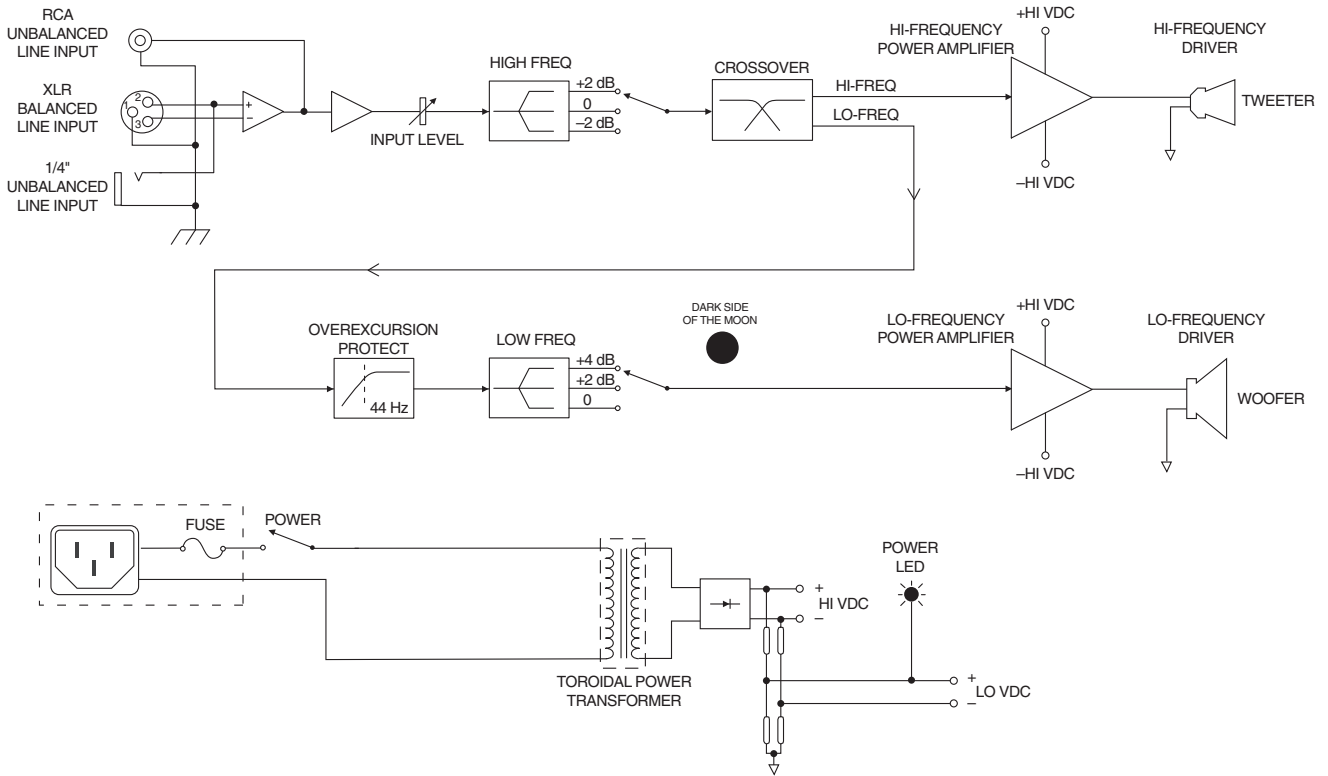 RCA
UNBALANCED
LINE INPUT
XLR
BALANCED
LINE INPUT
2
1
3
1/4"
UNBALANCED
LINE INPUT
+
–
INPUT LEVEL
HIGH FREQ
+2 dB
0
–2 dB
CROSSOVER
HI-FREQ
LO-FREQ
HI-FREQUENCY
POWER AMPLIFIER
+HI VDC
–HI VDC
HI-FREQUENCY
DRIVER
TWEETER
OVEREXCURSION
PROTECT
44 Hz
LOW FREQ
+4 dB
+2 dB
0
DARK SIDE
OF THE MOON
LO-FREQUENCY
POWER AMPLIFIER
+HI VDC
–HI VDC
LO-FREQUENCY
DRIVER
WOOFER
FUSE
POWER
TOROIDAL POWER
TRANSFORMER
+
HI VDC
–
POWER
LED
+
LO VDC
–